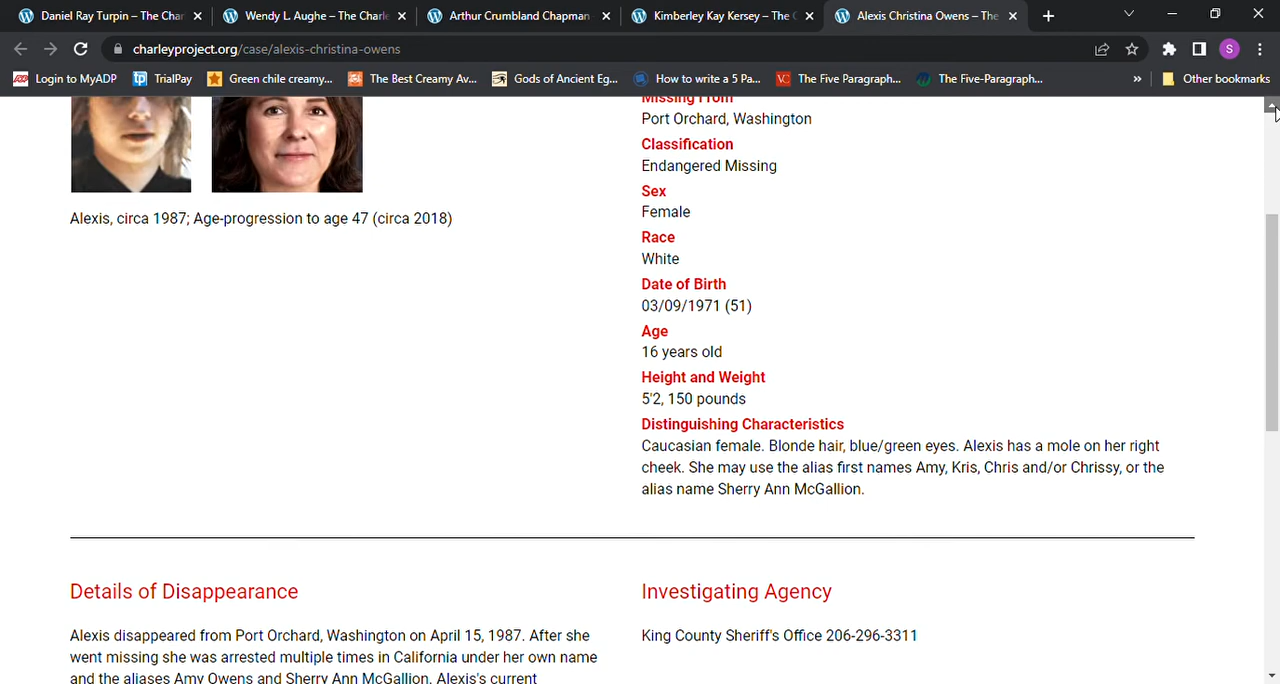 Daniel Ray Turpin – The Char
Wendy L. Aughe – The Charle
Arthur Crumbland Chapman
Kimberley Kay Kersey – The C
Alexis Christina Owens – The
charleyproject.org/case/alexis-christina-owens
S
Login to MyADP
tp TrialPay
Green chile creamy...
The Best Creamy Av...
Gods of Ancient Eg...
How to write a 5 Pa...
VC The Five Paragraph...
The Five-Paragraph...
» Other bookmarks
Missing From
Port Orchard, Washington
Classification
Endangered Missing
Sex
Female
Race
White
Date of Birth
03/09/1971 (51)
Age
16 years old
Height and Weight
5'2, 150 pounds
Distinguishing Characteristics
Caucasian female. Blonde hair, blue/green eyes. Alexis has a mole on her right
cheek. She may use the alias first names Amy, Kris, Chris and/or Chrissy, or the
alias name Sherry Ann McGallion.
Alexis, circa 1987; Age-progression to age 47 (circa 2018)
Details of Disappearance
Alexis disappeared from Port Orchard, Washington on April 15, 1987. After she
went missing she was arrested multiple times in California under her own name
and the aliases Amy Owens and Sherry Ann McGallion. Alexis's current
Investigating Agency
King County Sheriff's Office 206-296-3311